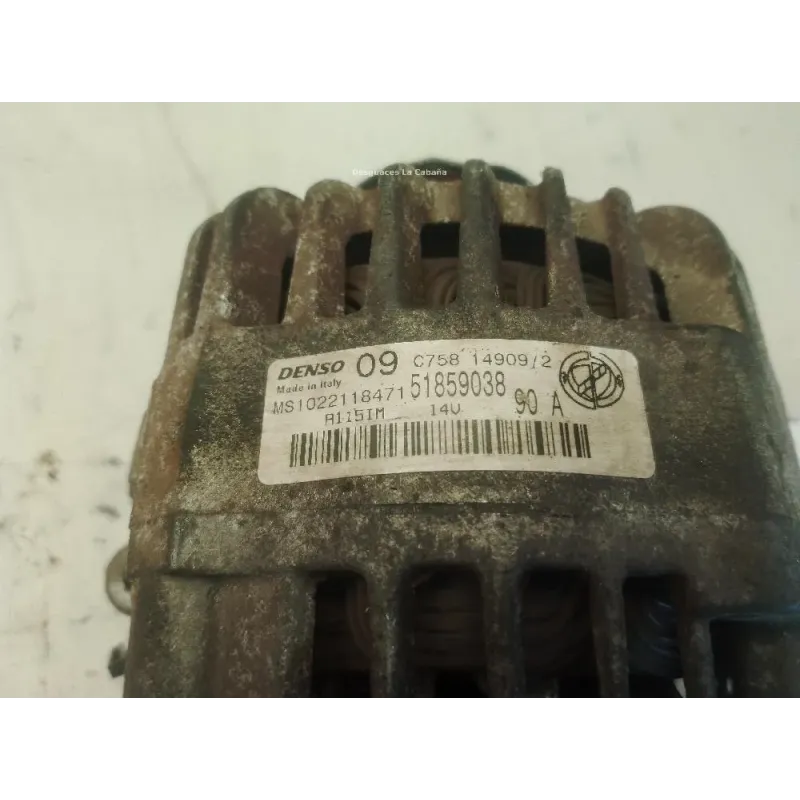 Desguaces La Cabaña
DENSO 09 C758 14909/2
Made in Italy
MS1022118471 51859038 90 A
A115IM 14V